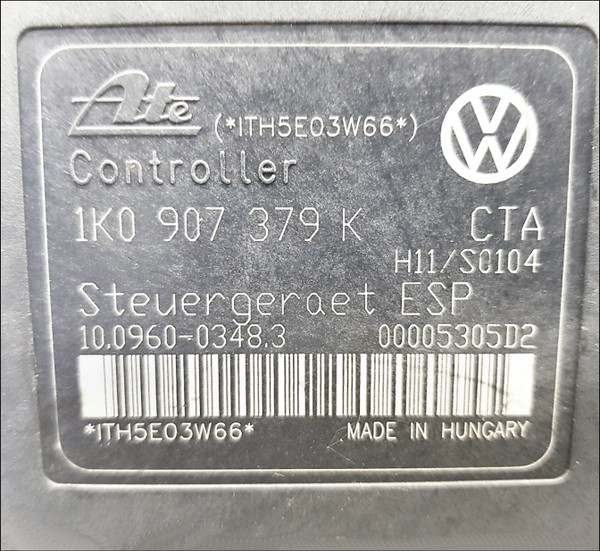 Ate (*ITH5E03W66*)
Controller
1K0 907 379 K CTA
H11/S0104
Steuergeraet ESP
10.0960-0348.3 00005305D2
*ITH5E03W66* MADE IN HUNGARY